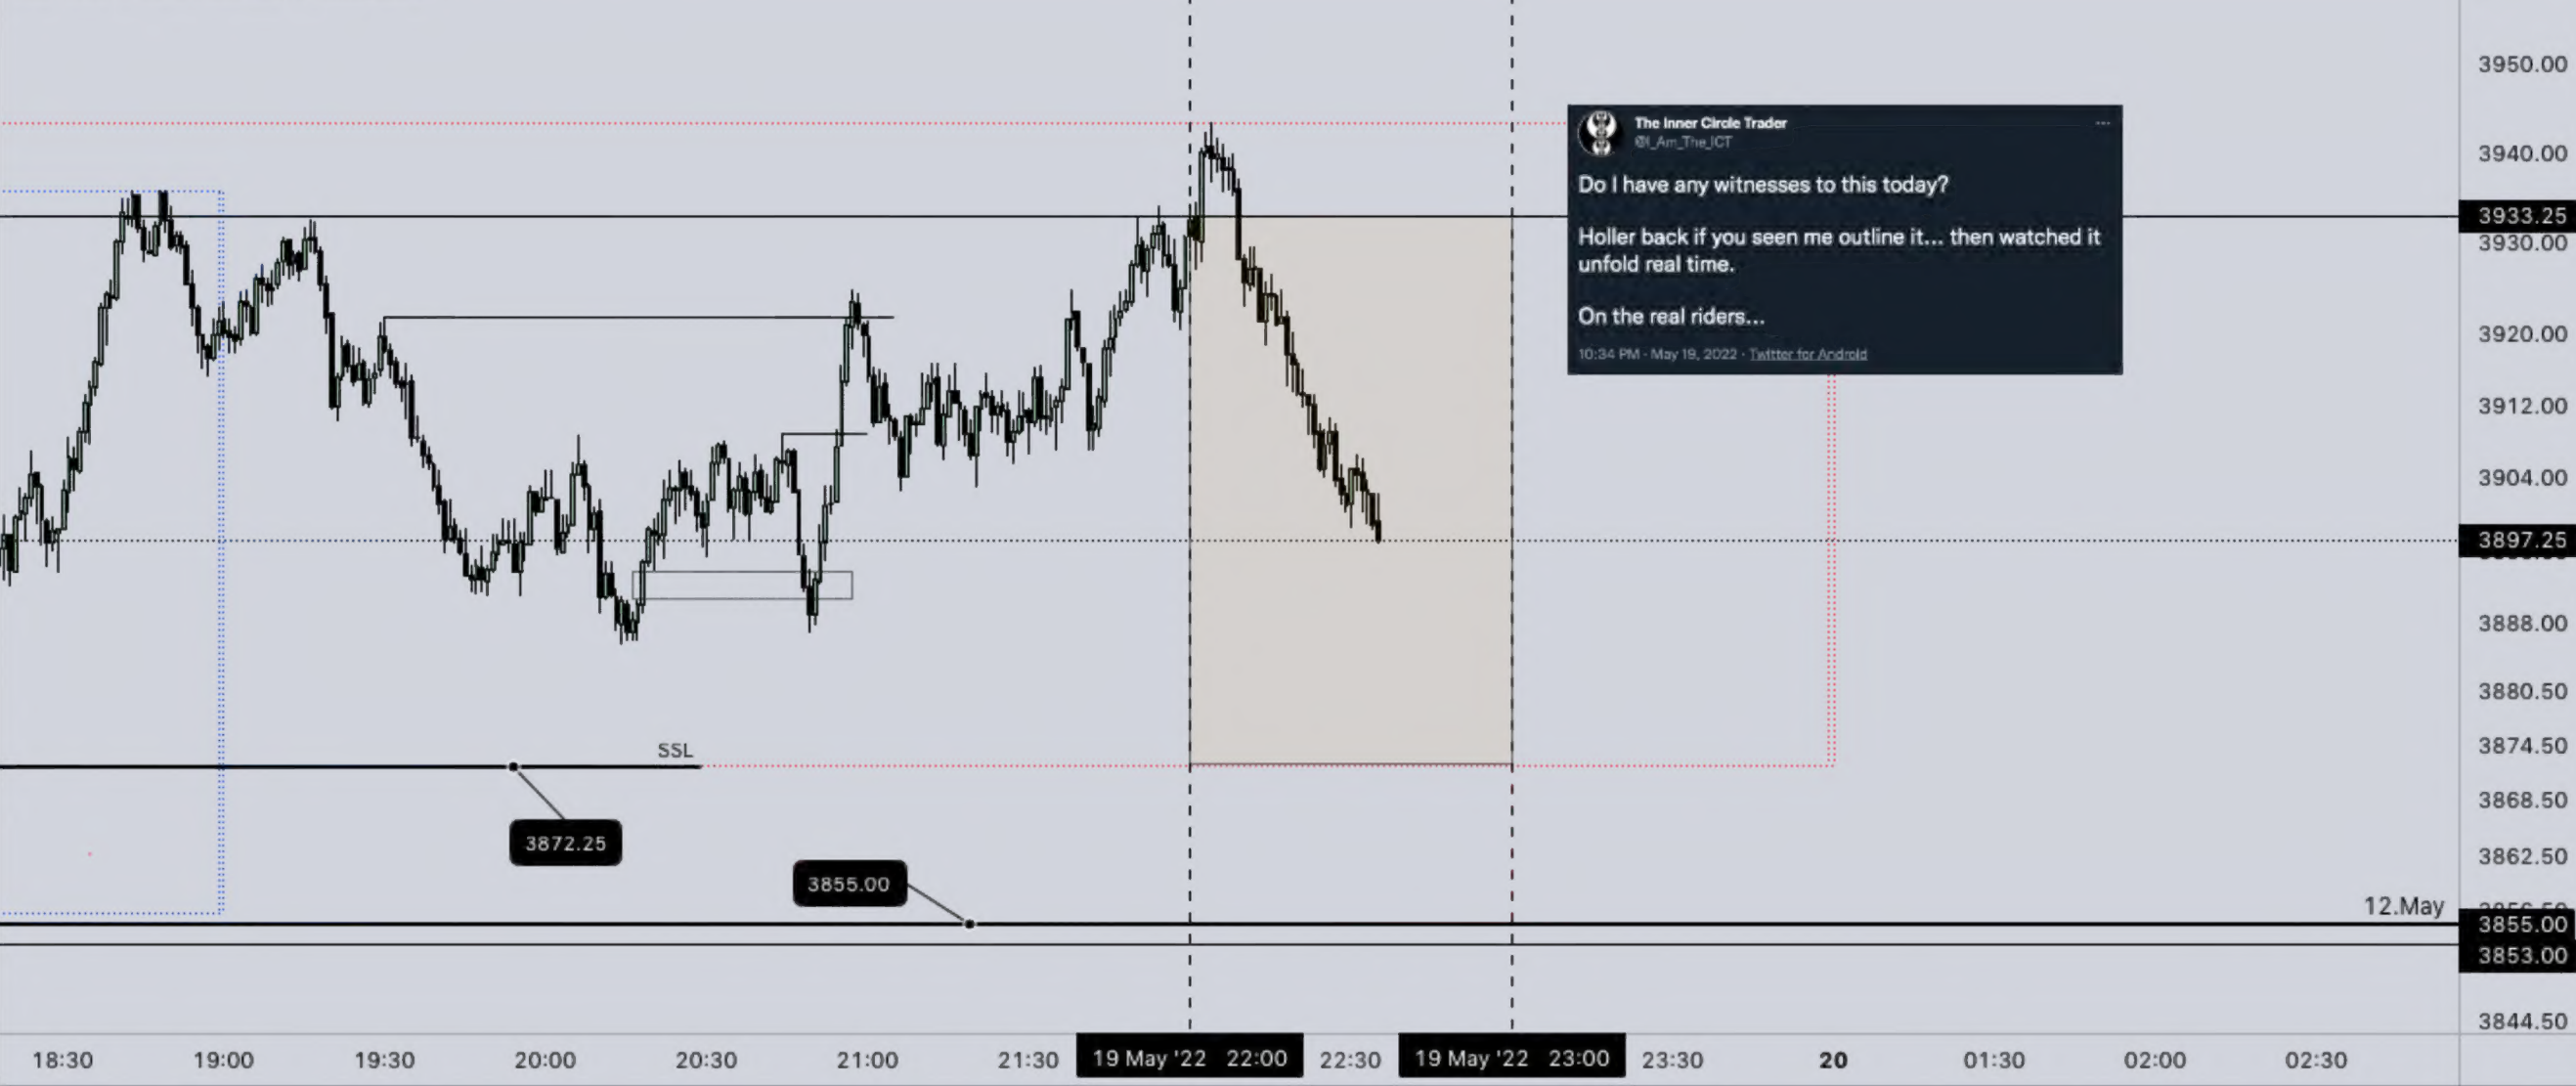 3950.00
The Inner Circle Trader
@I_Am_The_ICT
Do I have any witnesses to this today?
Holler back if you seen me outline it... then watched it
unfold real time.
On the real riders...
10:34 PM · May 19, 2022 · Twitter for Android
3940.00
3933.25
3930.00
3920.00
3912.00
3904.00
3897.25
3888.00
3880.50
SSL
3874.50
3872.25
3868.50
3862.50
3855.00
12.May
3855.00
3853.00
3844.50
18:30 19:00 19:30 20:00 20:30 21:00 21:30 19 May '22 22:00 22:30 19 May '22 23:00 23:30 20 01:30 02:00 02:30